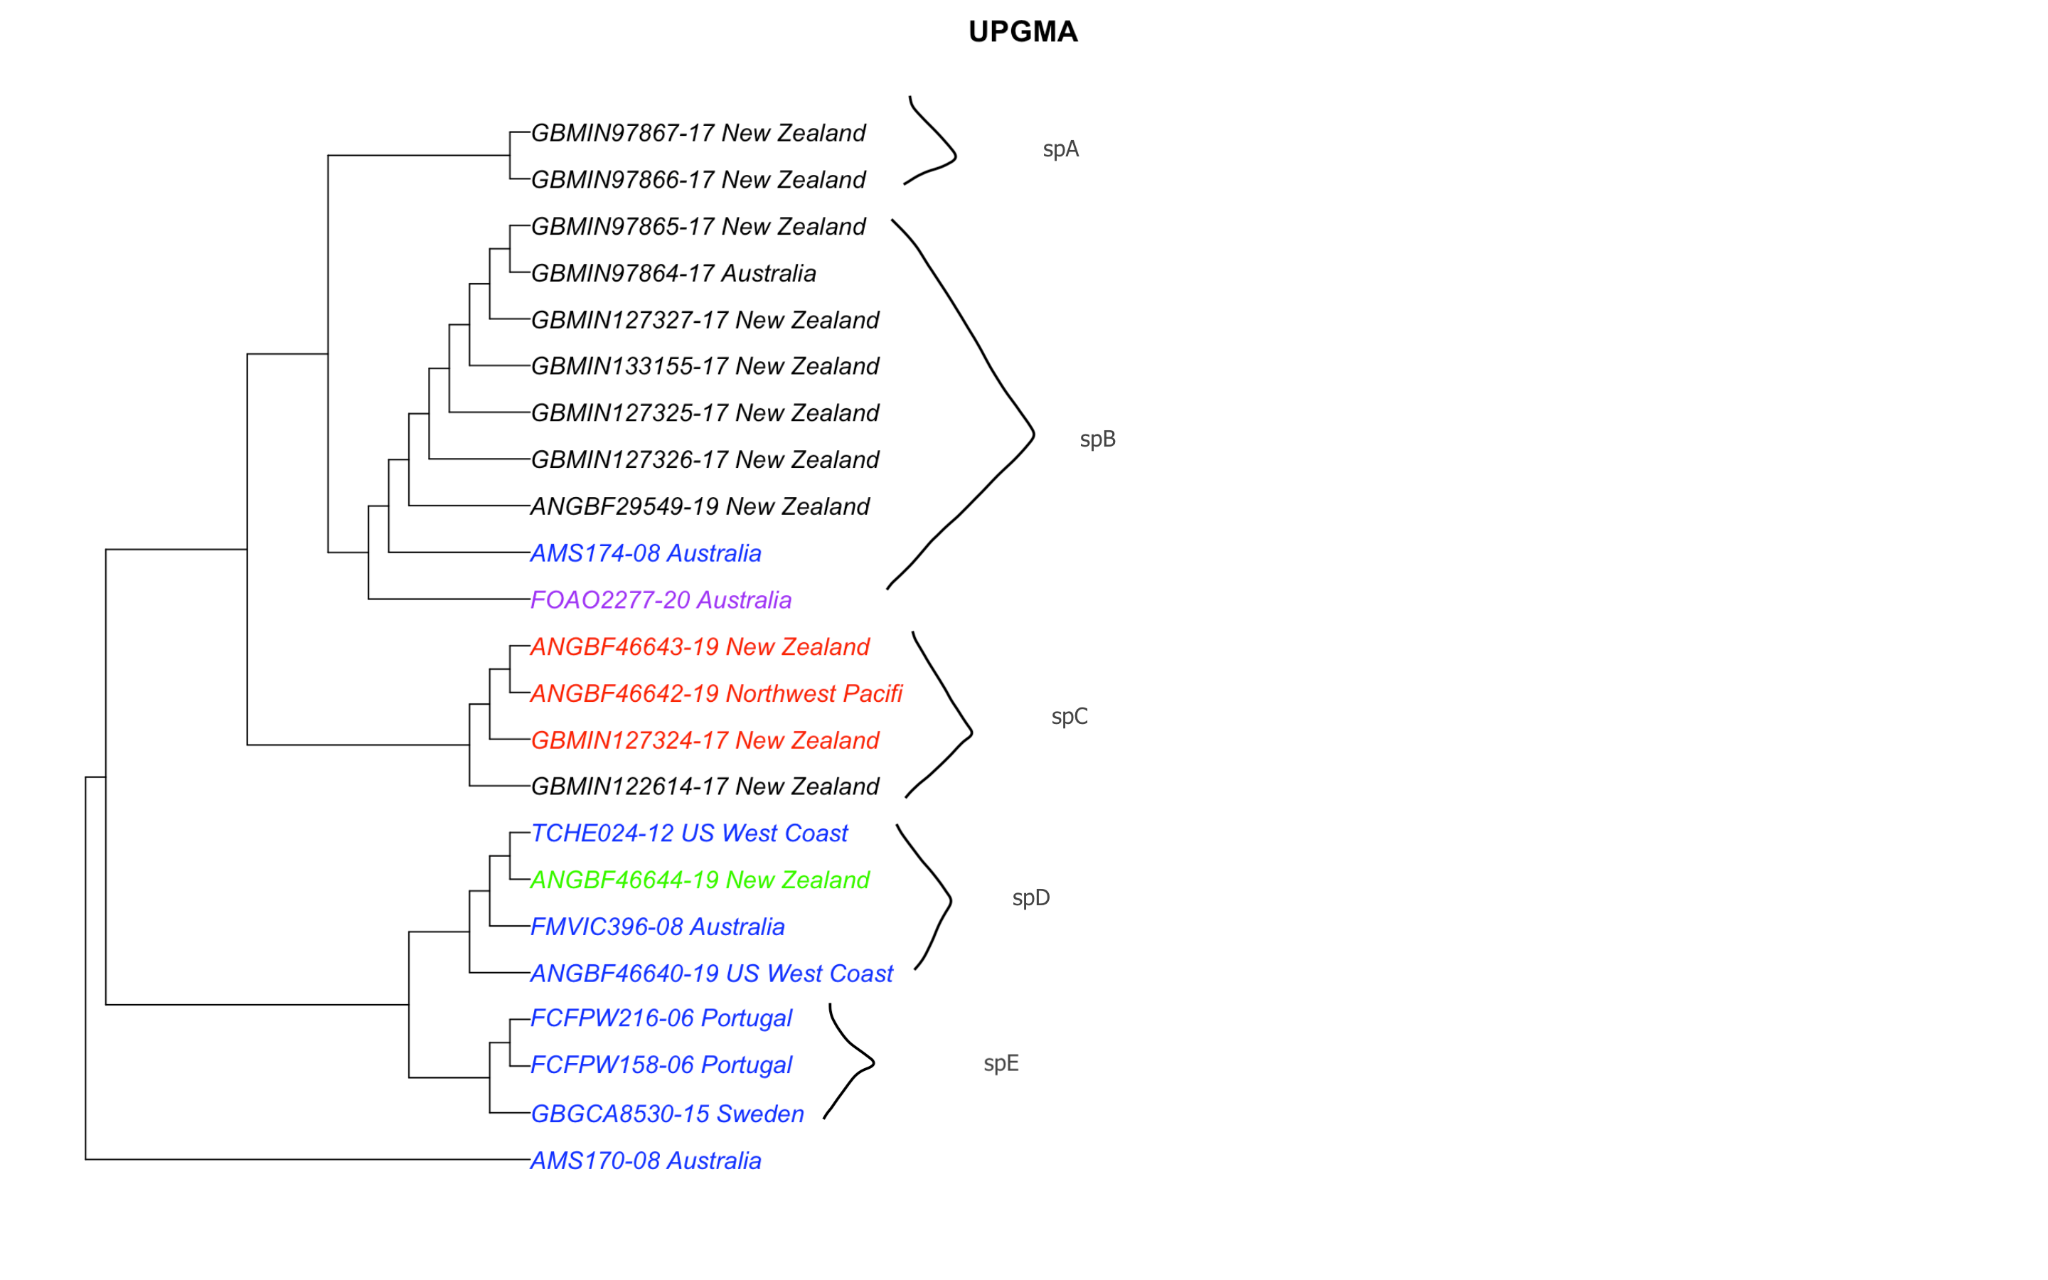 UPGMA
GBMIN97867-17 New Zealand
spA
GBMIN97866-17 New Zealand
GBMIN97865-17 New Zealand
GBMIN97864-17 Australia
GBMIN127327-17 New Zealand
GBMIN133155-17 New Zealand
GBMIN127325-17 New Zealand
spB
GBMIN127326-17 New Zealand
ANGBF29549-19 New Zealand
AMS174-08 Australia
FOAO2277-20 Australia
ANGBF46643-19 New Zealand
ANGBF46642-19 Northwest Pacifi
spC
GBMIN127324-17 New Zealand
GBMIN122614-17 New Zealand
TCHE024-12 US West Coast
ANGBF46644-19 New Zealand
spD
FMVIC396-08 Australia
ANGBF46640-19 US West Coast
FCFPW216-06 Portugal
FCFPW158-06 Portugal
spE
GBGCA8530-15 Sweden
AMS170-08 Australia